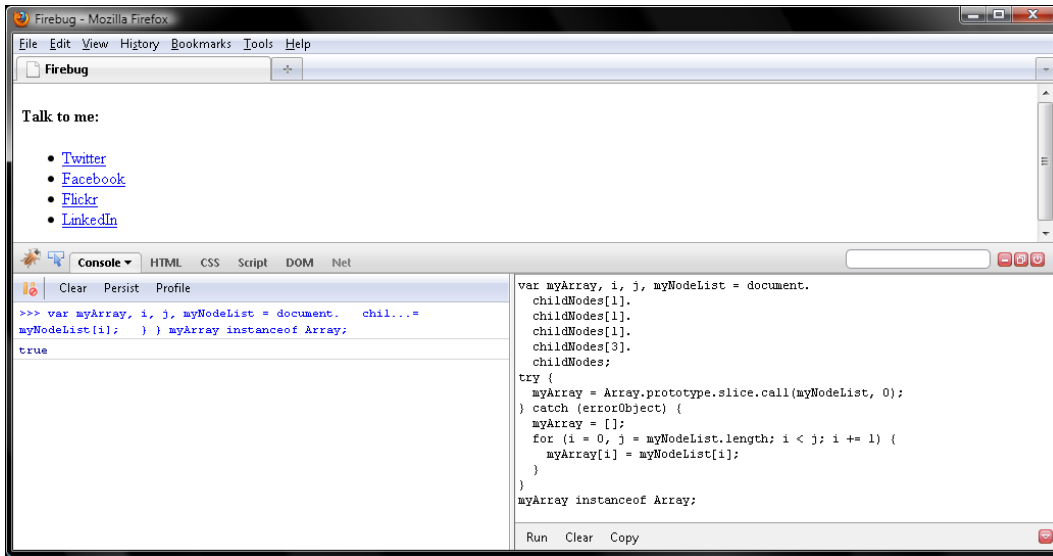 Firebug - Mozilla Firefox
File Edit View History Bookmarks Tools Help
Firebug
Talk to me:
Twitter
Facebook
Flickr
LinkedIn
Console HTML CSS Script DOM Net
Clear Persist Profile
>>> var myArray, i, j, myNodeList = document.   chil...=
myNodeList[i];   } } myArray instanceof Array;
true
var myArray, i, j, myNodeList = document.
  childNodes[1].
  childNodes[1].
  childNodes[1].
  childNodes[3].
  childNodes;
try {
  myArray = Array.prototype.slice.call(myNodeList, 0);
} catch (errorObject) {
  myArray = [];
  for (i = 0, j = myNodeList.length; i < j; i += 1) {
    myArray[i] = myNodeList[i];
  }
}
myArray instanceof Array;
Run Clear Copy